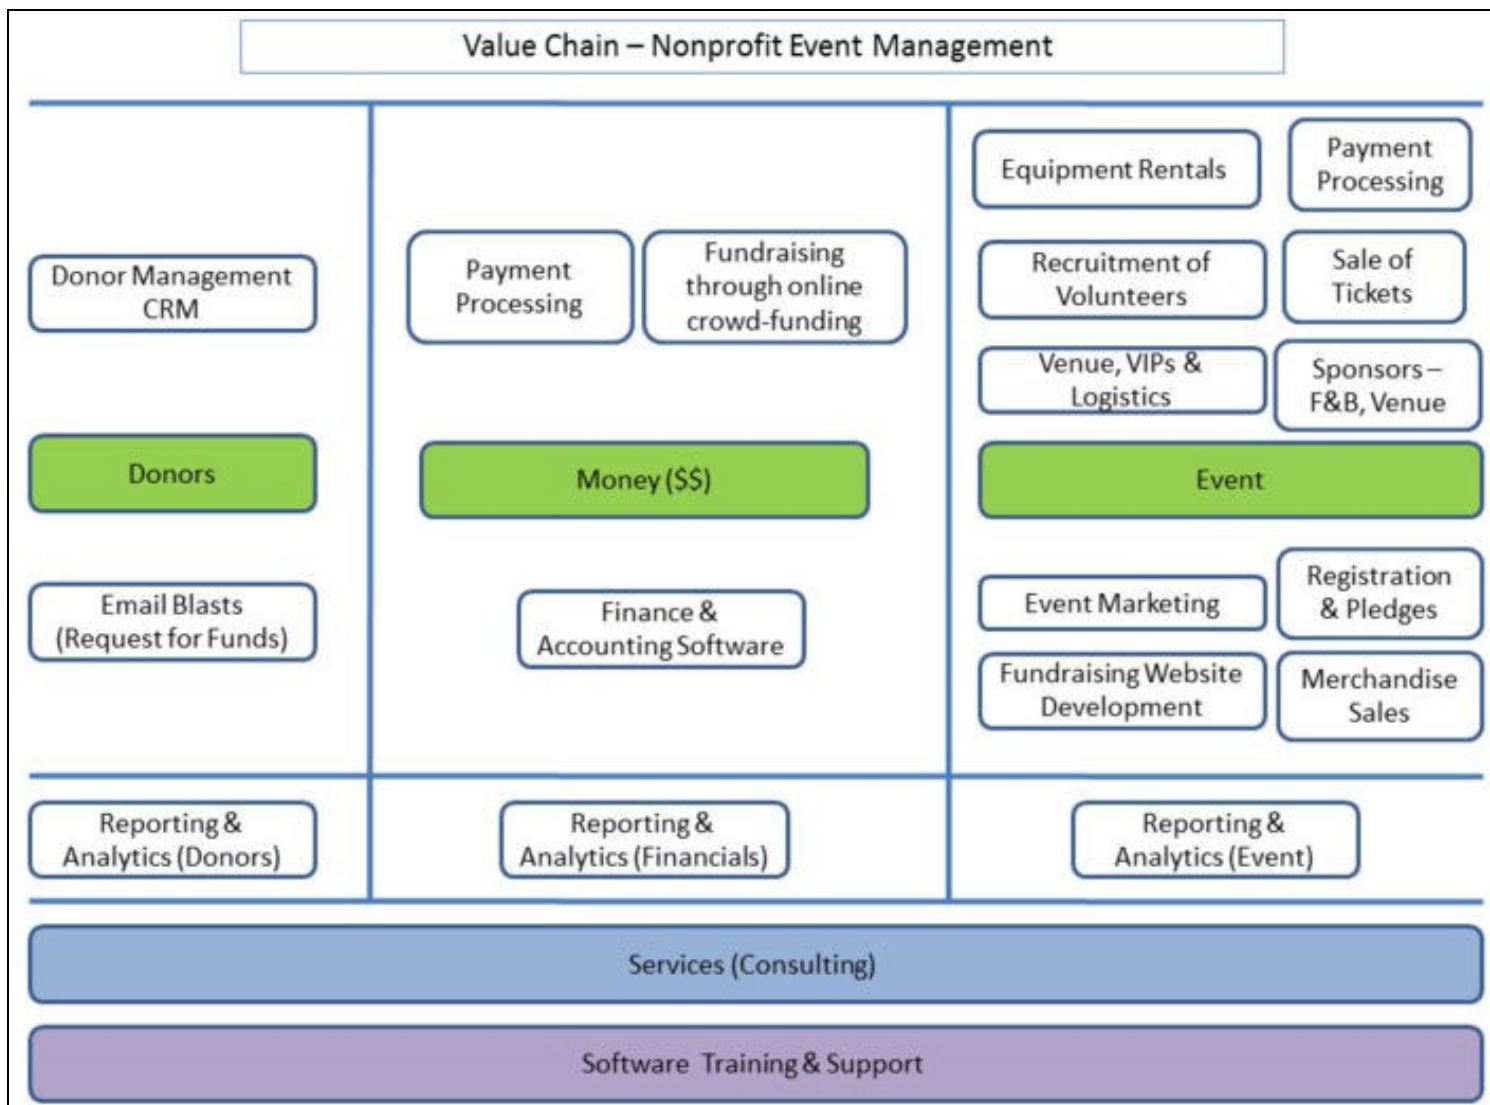 Value Chain – Nonprofit Event Management
Donor Management
CRM
Donors
Email Blasts
(Request for Funds)
Payment
Processing
Fundraising
through online
crowd-funding
Money ($$)
Finance &
Accounting Software
Equipment Rentals
Payment
Processing
Recruitment of
Volunteers
Sale of
Tickets
Venue, VIPs &
Logistics
Sponsors –
F&B, Venue
Event
Event Marketing
Registration
& Pledges
Fundraising Website
Development
Merchandise
Sales
Reporting &
Analytics (Donors)
Reporting &
Analytics (Financials)
Reporting &
Analytics (Event)
Services (Consulting)
Software Training & Support